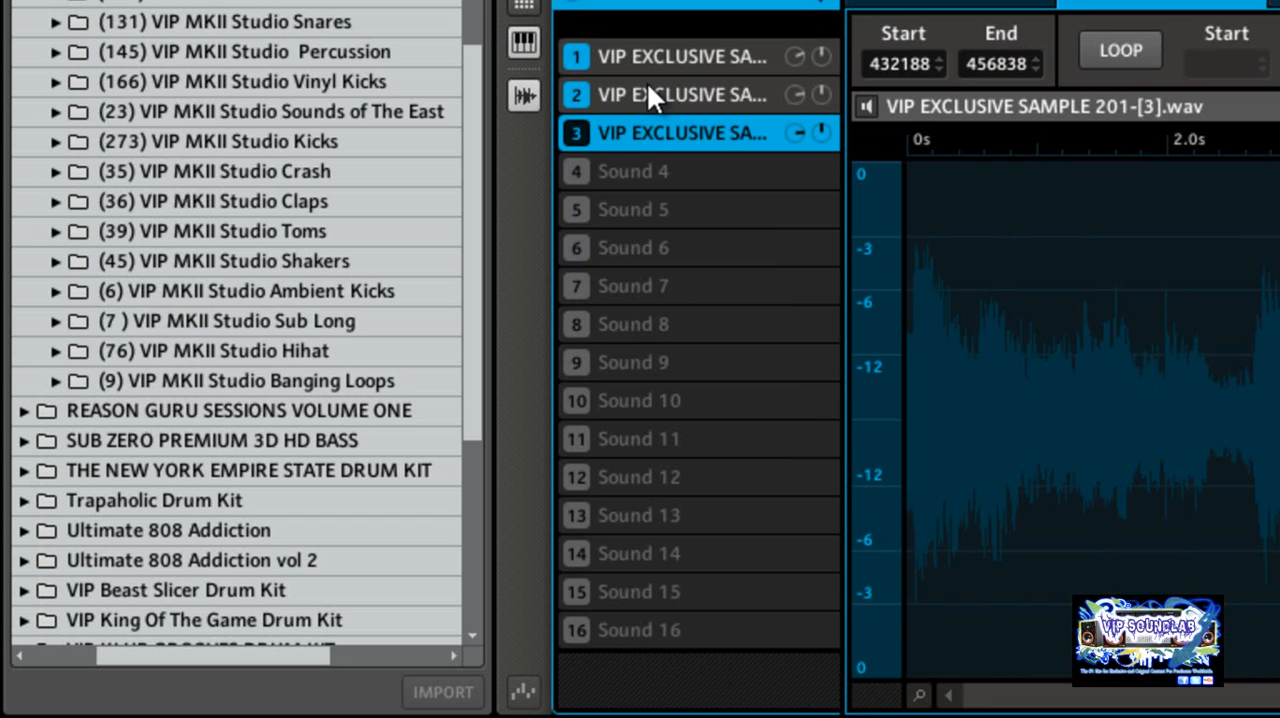 (131) VIP MKII Studio Snares
(145) VIP MKII Studio  Percussion
(166) VIP MKII Studio Vinyl Kicks
(23) VIP MKII Studio Sounds of The East
(273) VIP MKII Studio Kicks
(35) VIP MKII Studio Crash
(36) VIP MKII Studio Claps
(39) VIP MKII Studio Toms
(45) VIP MKII Studio Shakers
(6) VIP MKII Studio Ambient Kicks
(7 ) VIP MKII Studio Sub Long
(76) VIP MKII Studio Hihat
(9) VIP MKII Studio Banging Loops
REASON GURU SESSIONS VOLUME ONE
SUB ZERO PREMIUM 3D HD BASS
THE NEW YORK EMPIRE STATE DRUM KIT
Trapaholic Drum Kit
Ultimate 808 Addiction
Ultimate 808 Addiction vol 2
VIP Beast Slicer Drum Kit
VIP King Of The Game Drum Kit
IMPORT
1 VIP EXCLUSIVE SA...
2 VIP EXCLUSIVE SA...
3 VIP EXCLUSIVE SA...
4 Sound 4
5 Sound 5
6 Sound 6
7 Sound 7
8 Sound 8
9 Sound 9
10 Sound 10
11 Sound 11
12 Sound 12
13 Sound 13
14 Sound 14
15 Sound 15
16 Sound 16
Start End LOOP Start
432188 456838
VIP EXCLUSIVE SAMPLE 201-[3].wav
0s 2.0s
0
-3
-6
-12
-12
-6
-3
0
VIP SOUNDLAB